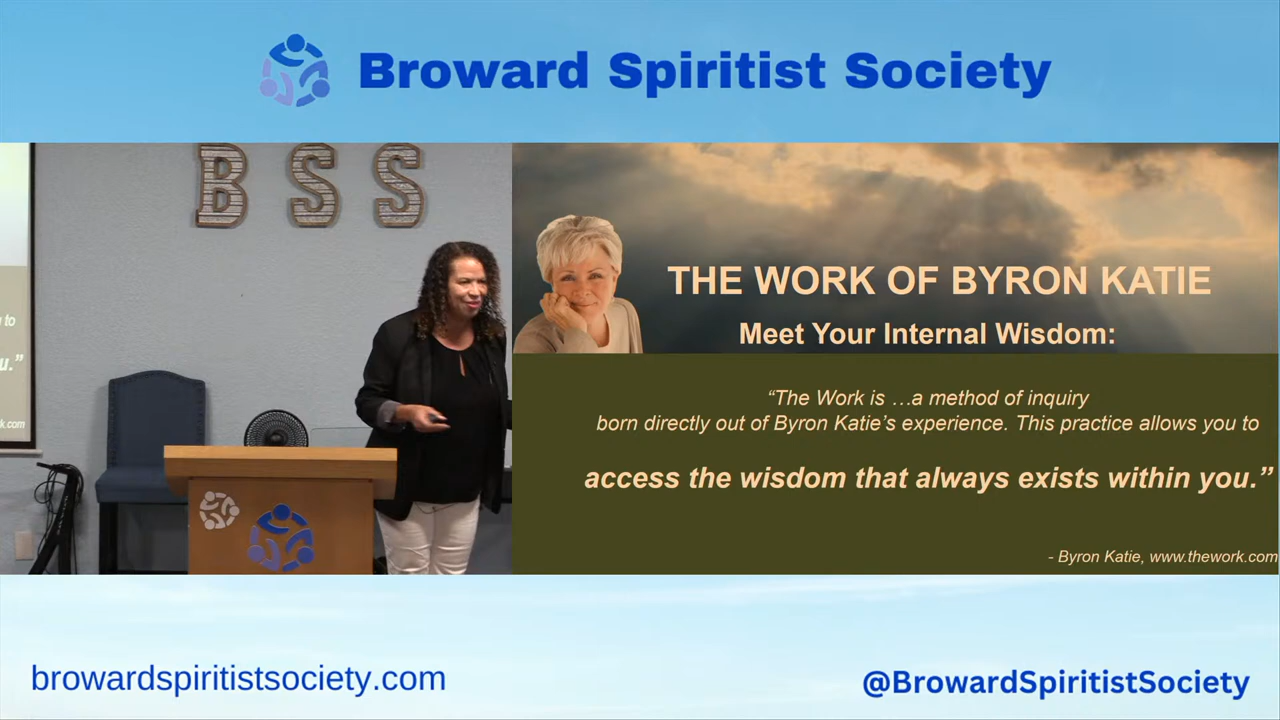 Broward Spiritist Society
BSS
to
u.”
k.com
THE WORK OF BYRON KATIE
Meet Your Internal Wisdom:
“The Work is …a method of inquiry
born directly out of Byron Katie’s experience. This practice allows you to
access the wisdom that always exists within you.”
- Byron Katie, www.thework.com
browardspiritistsociety.com
@BrowardSpiritistSociety